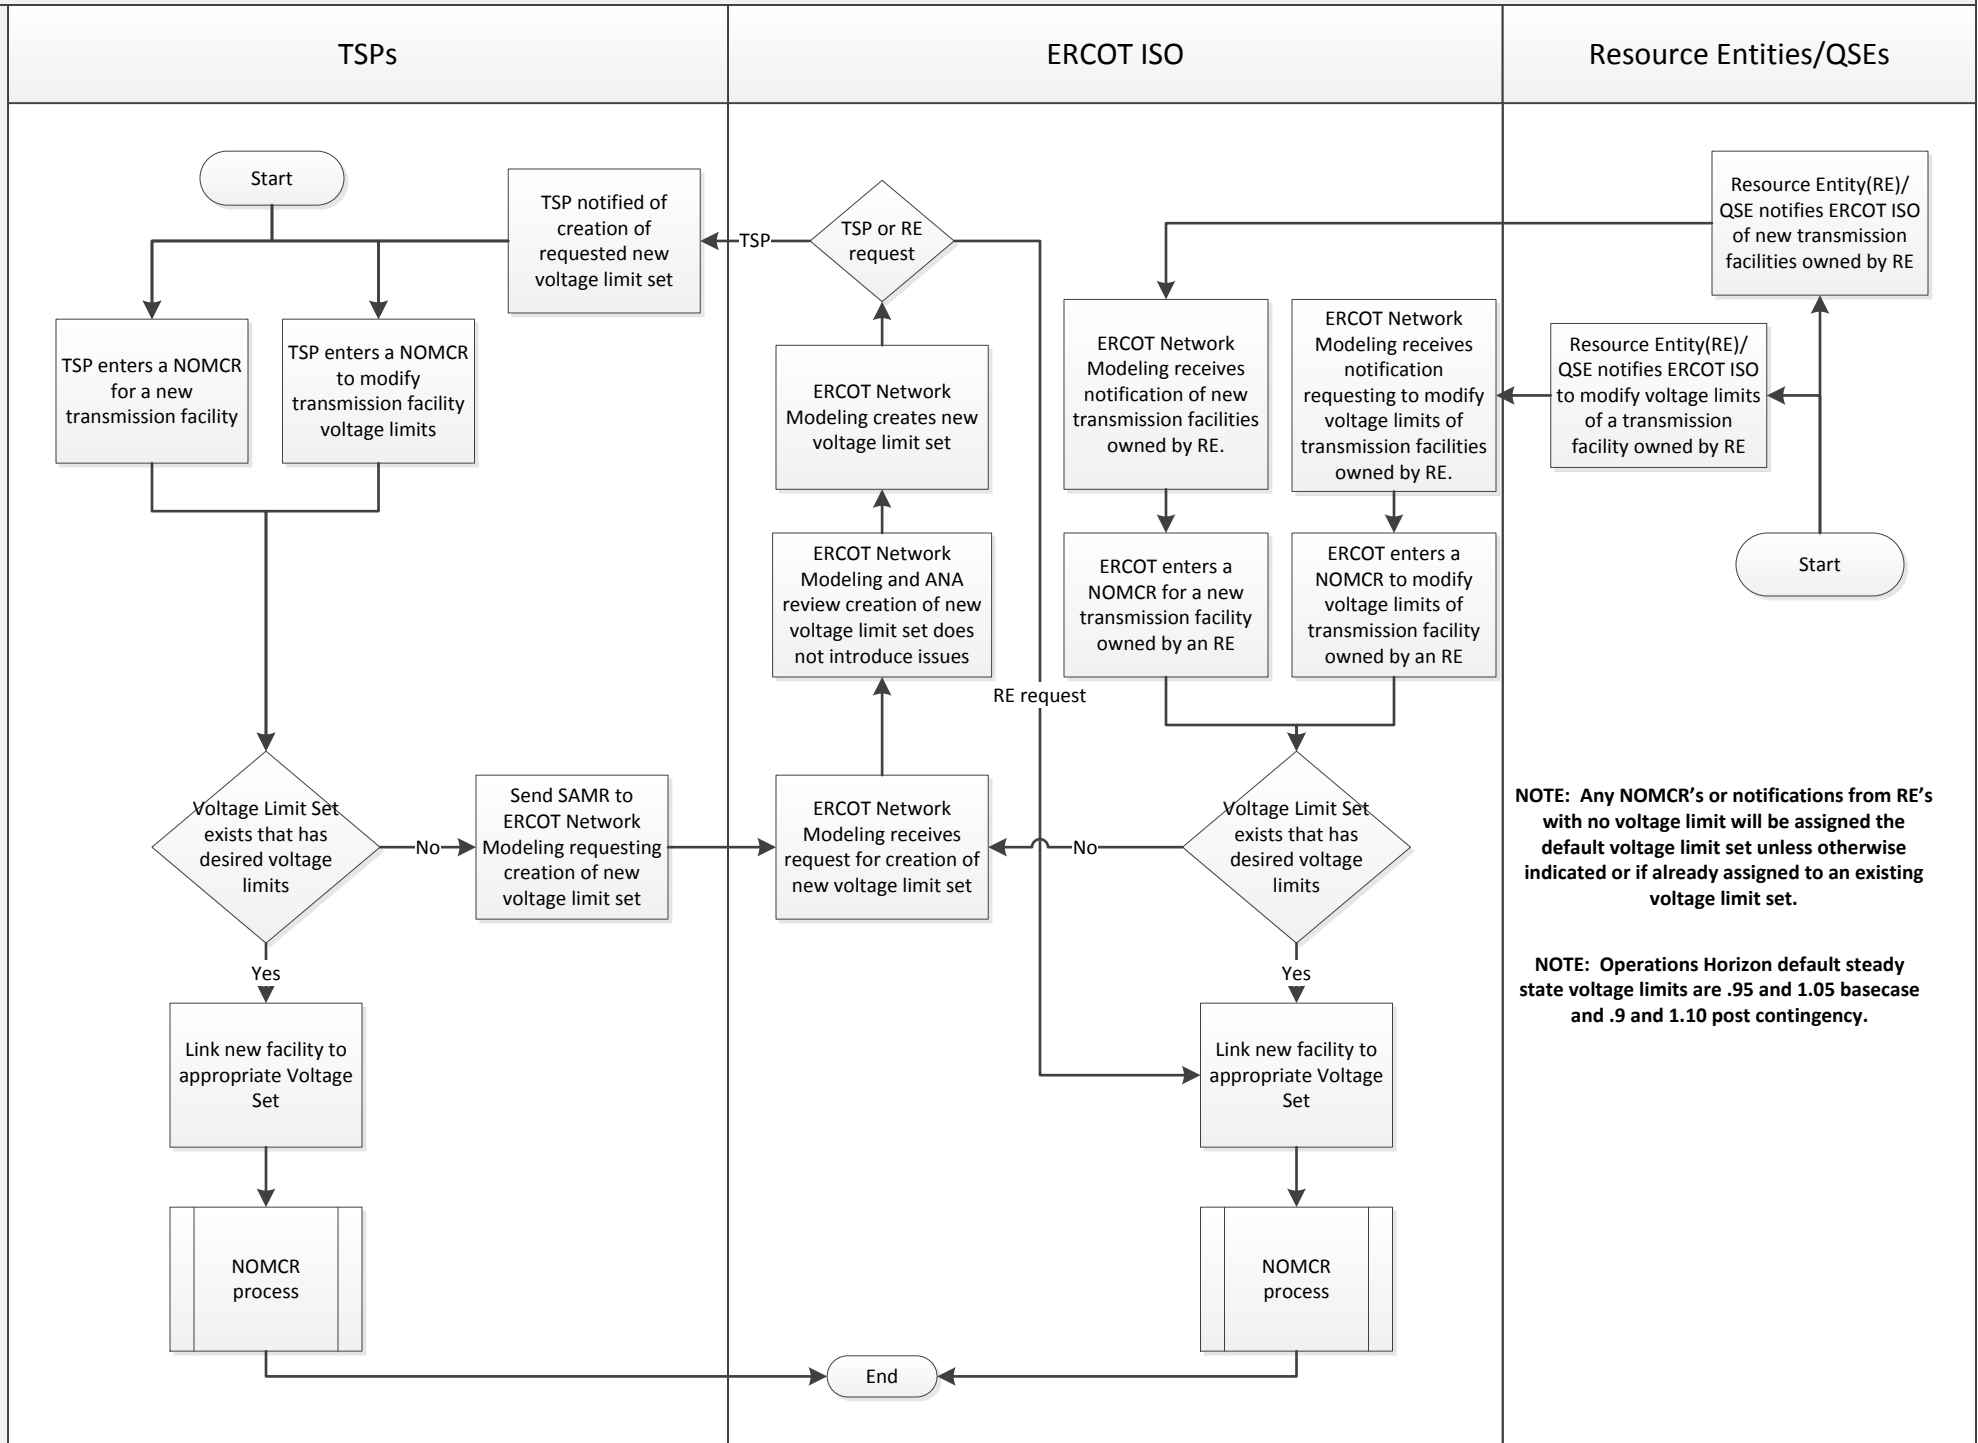 TSPs
ERCOT ISO
Resource Entities/QSEs
Start
TSP notified of
creation of
requested new
voltage limit set
TSP
TSP or RE
request
Resource Entity(RE)/
QSE notifies ERCOT ISO
of new transmission
facilities owned by RE
TSP enters a NOMCR
for a new
transmission facility
TSP enters a NOMCR
to modify
transmission facility
voltage limits
ERCOT Network
Modeling creates new
voltage limit set
ERCOT Network
Modeling receives
notification of new
transmission facilities
owned by RE.
ERCOT Network
Modeling receives
notification
requesting to modify
voltage limits of
transmission facilities
owned by RE.
Resource Entity(RE)/
QSE notifies ERCOT ISO
to modify voltage limits
of a transmission
facility owned by RE
ERCOT Network
Modeling and ANA
review creation of new
voltage limit set does
not introduce issues
ERCOT enters a
NOMCR for a new
transmission facility
owned by an RE
ERCOT enters a
NOMCR to modify
voltage limits of
transmission facility
owned by an RE
Start
RE request
Voltage Limit Set
exists that has
desired voltage
limits
No
Send SAMR to
ERCOT Network
Modeling requesting
creation of new
voltage limit set
ERCOT Network
Modeling receives
request for creation of
new voltage limit set
No
Voltage Limit Set
exists that has
desired voltage
limits
NOTE: Any NOMCR's or notifications from RE's
with no voltage limit will be assigned the
default voltage limit set unless otherwise
indicated or if already assigned to an existing
voltage limit set.
NOTE: Operations Horizon default steady
state voltage limits are .95 and 1.05 basecase
and .9 and 1.10 post contingency.
Yes
Yes
Link new facility to
appropriate Voltage
Set
Link new facility to
appropriate Voltage
Set
NOMCR
process
NOMCR
process
End